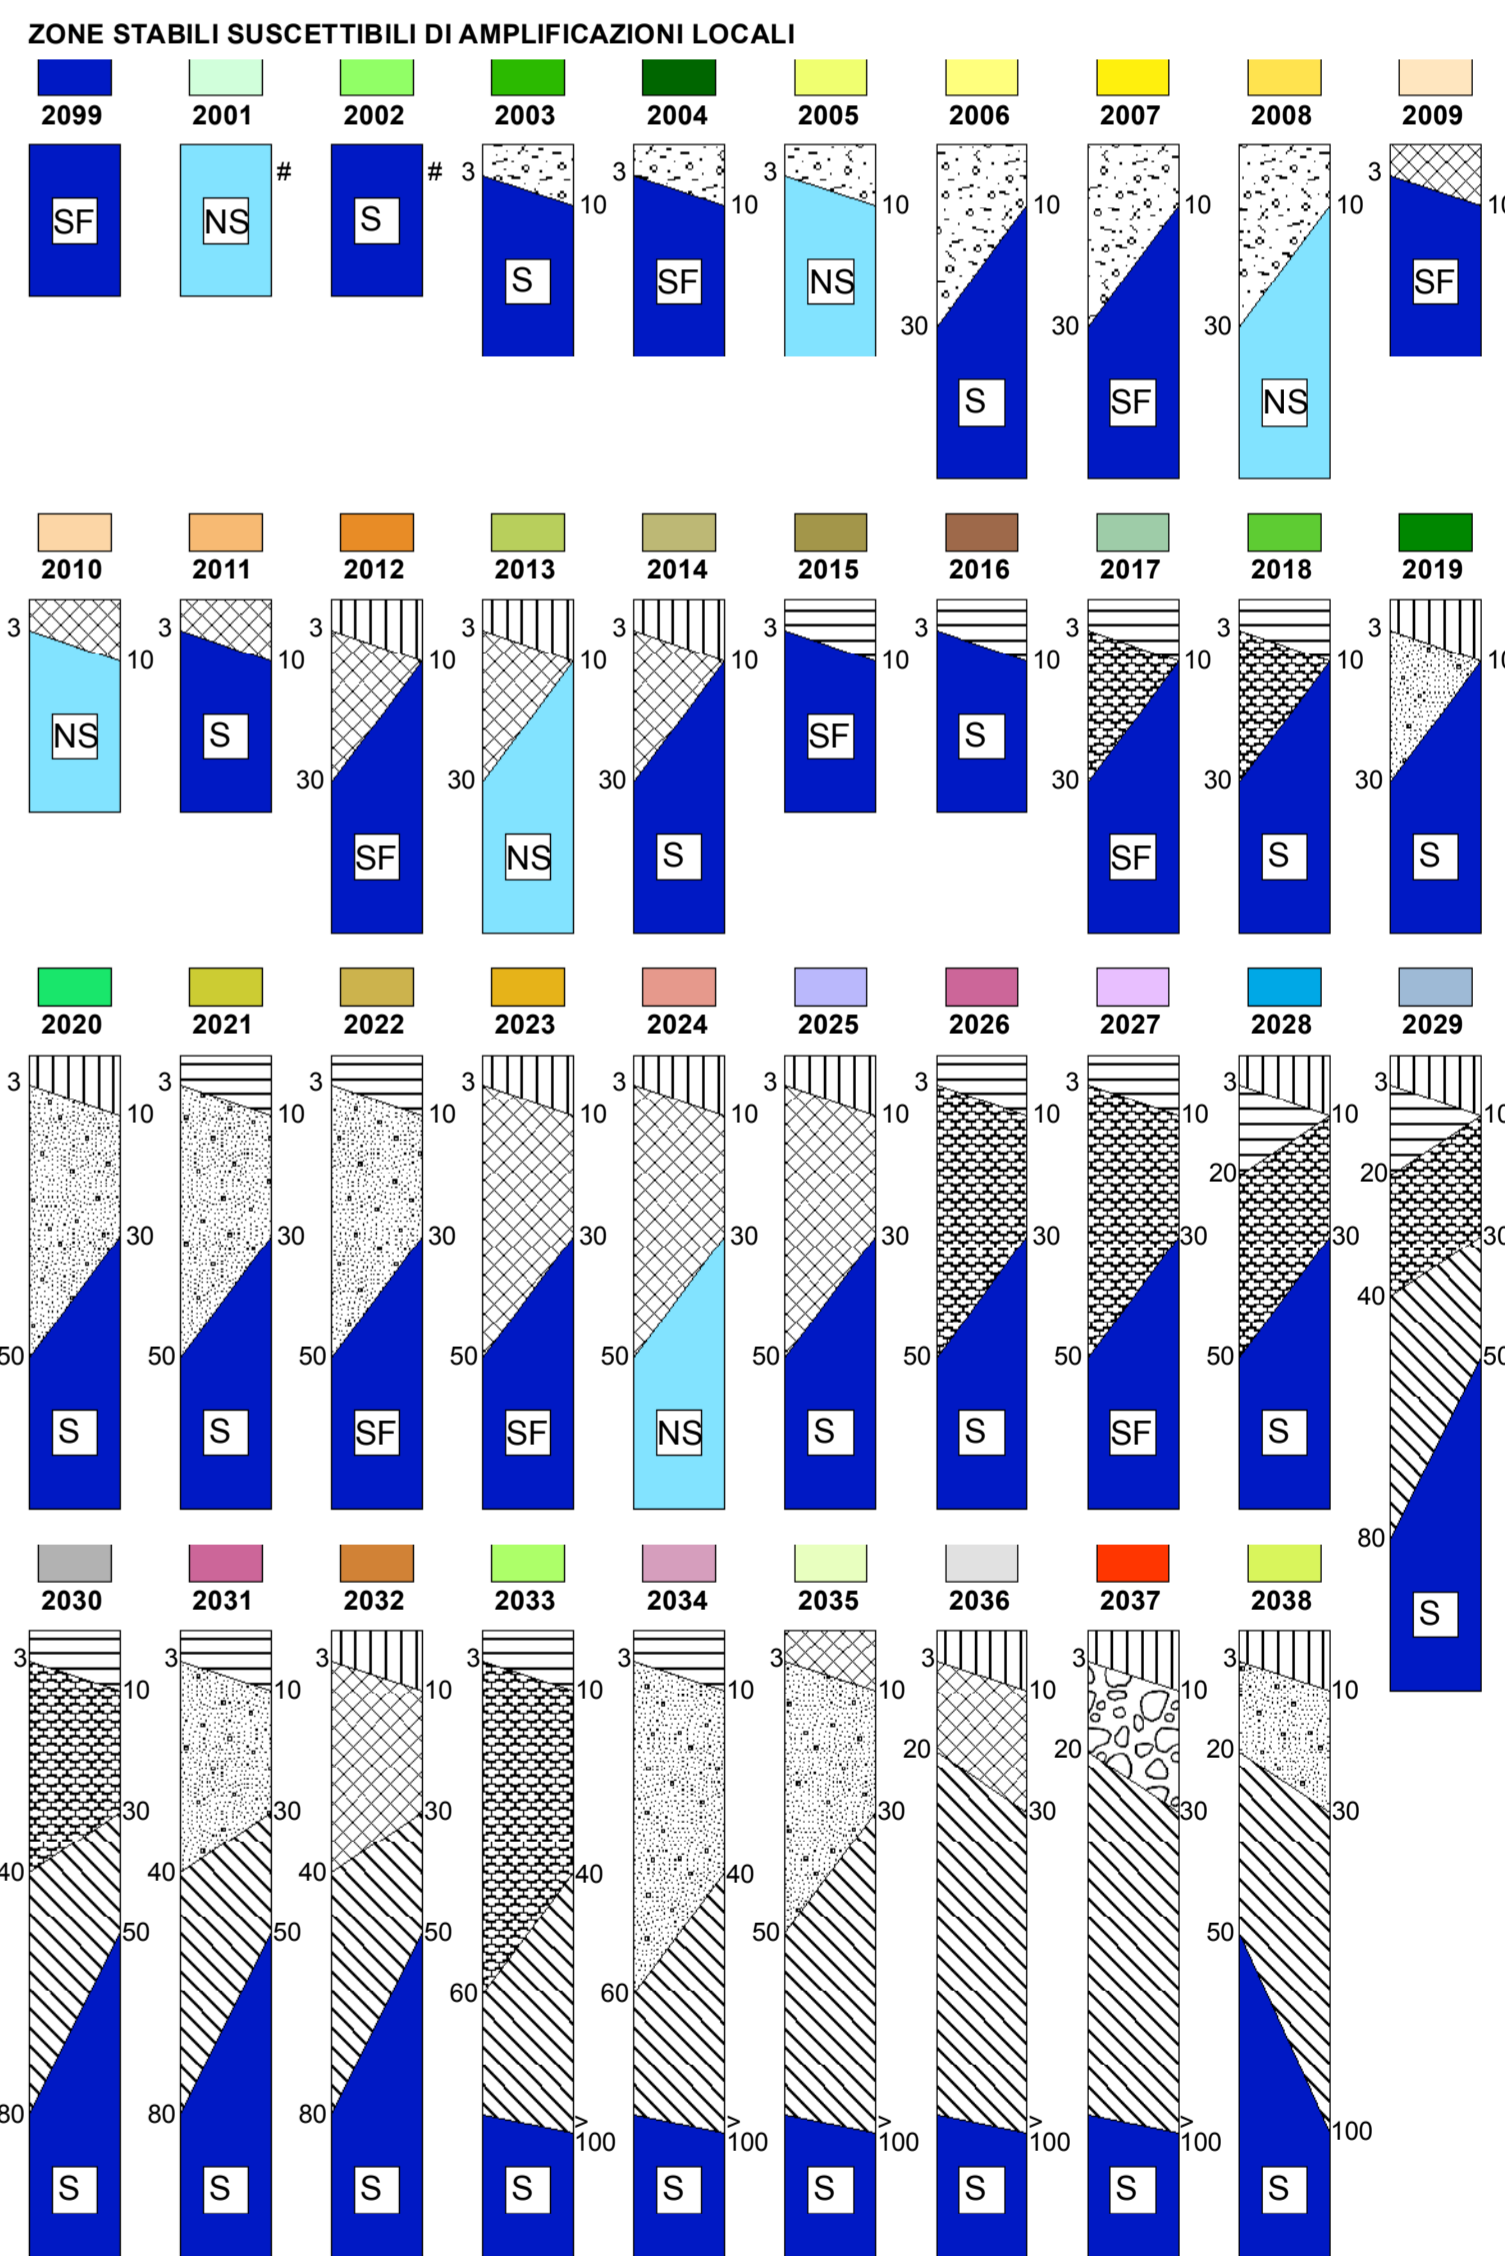 ZONE STABILI SUSCETTIBILI DI AMPLIFICAZIONI LOCALI
2099 2001 2002 2003 2004 2005 2006 2007 2008 2009
# # 3 3 3 3
10 10 10 10 10 10 10
SF NS S
S SF NS SF
30 30 30
S SF NS
2010 2011 2012 2013 2014 2015 2016 2017 2018 2019
3 3 3 3 3 3 3 3 3 3
10 10 10 10 10 10 10 10 10 10
NS S SF S
30 30 30 30 30 30
SF NS S SF S S
2020 2021 2022 2023 2024 2025 2026 2027 2028 2029
3 3 3 3 3 3 3 3 3 3
10 10 10 10 10 10 10 10 10 10
20 20
30 30 30 30 30 30 30 30 30 30
40
50 50 50 50 50 50 50 50 50 50
S S SF SF NS S S SF S
80
2030 2031 2032 2033 2034 2035 2036 2037 2038
S
3 3 3 3 3 3 3 3 3
10 10 10 10 10 10 10 10
20 20 20
30 30 30 30 30 30 30
40 40 40 40 40
50 50 50 50 50
60 60
80 80 80
> > > > >
100 100 100 100 100 100
S S S S S S S S S